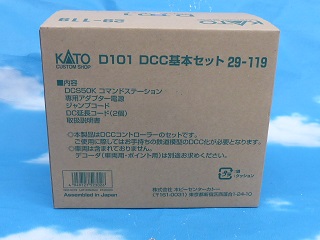 KATO
CUSTOM SHOP
D101 DCC基本セット 29-119
■内容
DCS50K コマンドステーション
専用アダプター電源
ジャンプコード
DC延長コード(2個)
取扱説明書
○本製品はDCCコントローラーのセットです。
ご使用に際してはお手持ちの鉄道模型のDCC化が必要となります。
○車両は含まれておりません。
デコーダ(車両用・ポイント用)は別途お求めください。
Assembled in Japan
株式会社 ホビーセンターカトー